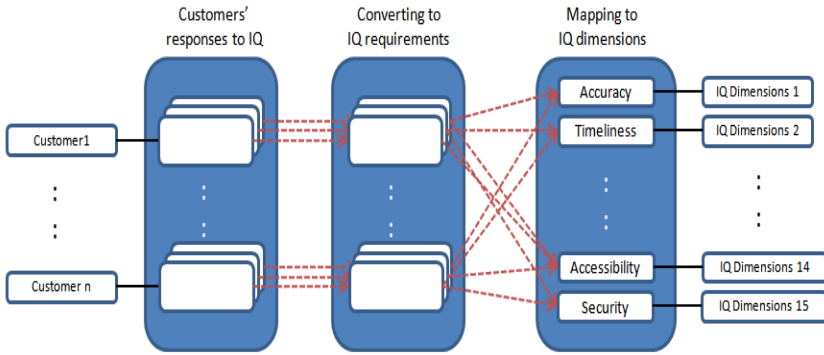 Customers’
responses to IQ
Converting to
IQ requirements
Mapping to
IQ dimensions
Customer1
:
:
Customer n
:
:
:
:
Accuracy
Timeliness
:
:
Accessibility
Security
IQ Dimensions 1
IQ Dimensions 2
:
:
IQ Dimensions 14
IQ Dimensions 15